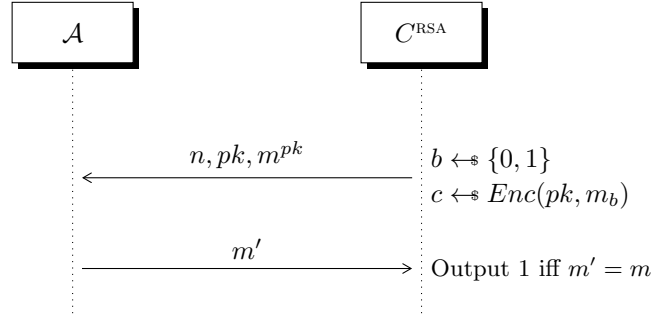 𝒜
C^RSA
n, pk, m^pk
b ←$ {0, 1}
c ←$ Enc(pk, m_b)
m′
Output 1 iff m′ = m